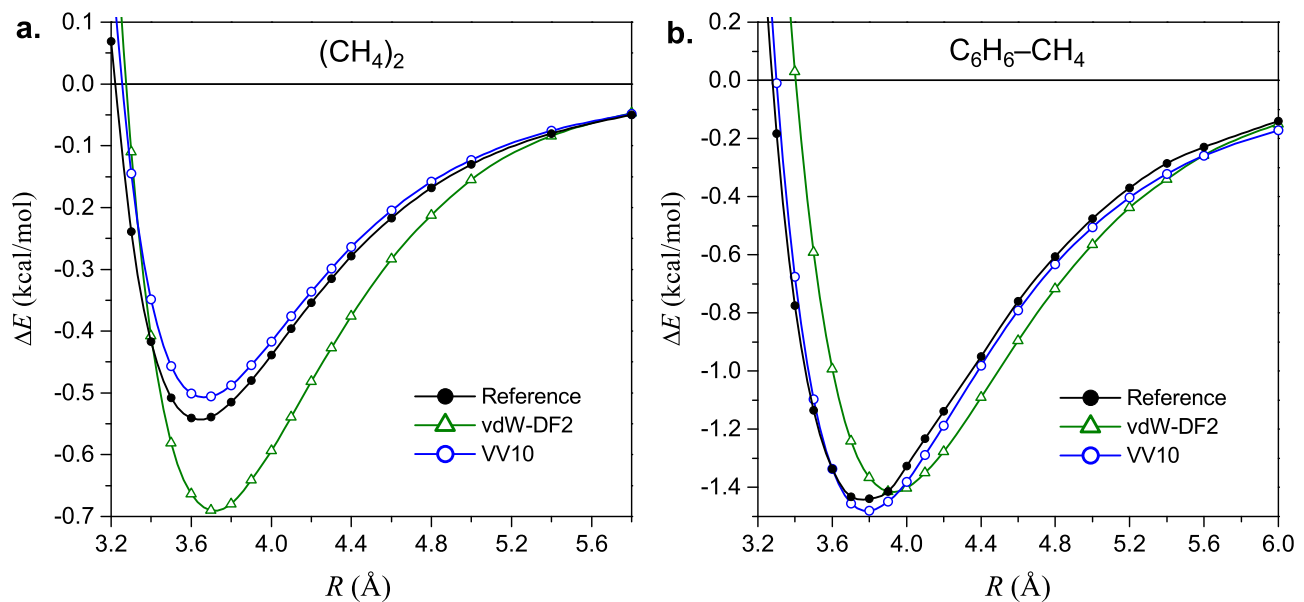 a.
(CH₄)₂
0.1
0.0
-0.1
-0.2
-0.3
-0.4
-0.5
-0.6
-0.7
ΔE (kcal/mol)
Reference
vdW-DF2
VV10
3.2 3.6 4.0 4.4 4.8 5.2 5.6
R (Å)
b.
C₆H₆–CH₄
0.2
0.0
-0.2
-0.4
-0.6
-0.8
-1.0
-1.2
-1.4
ΔE (kcal/mol)
Reference
vdW-DF2
VV10
3.2 3.6 4.0 4.4 4.8 5.2 5.6 6.0
R (Å)